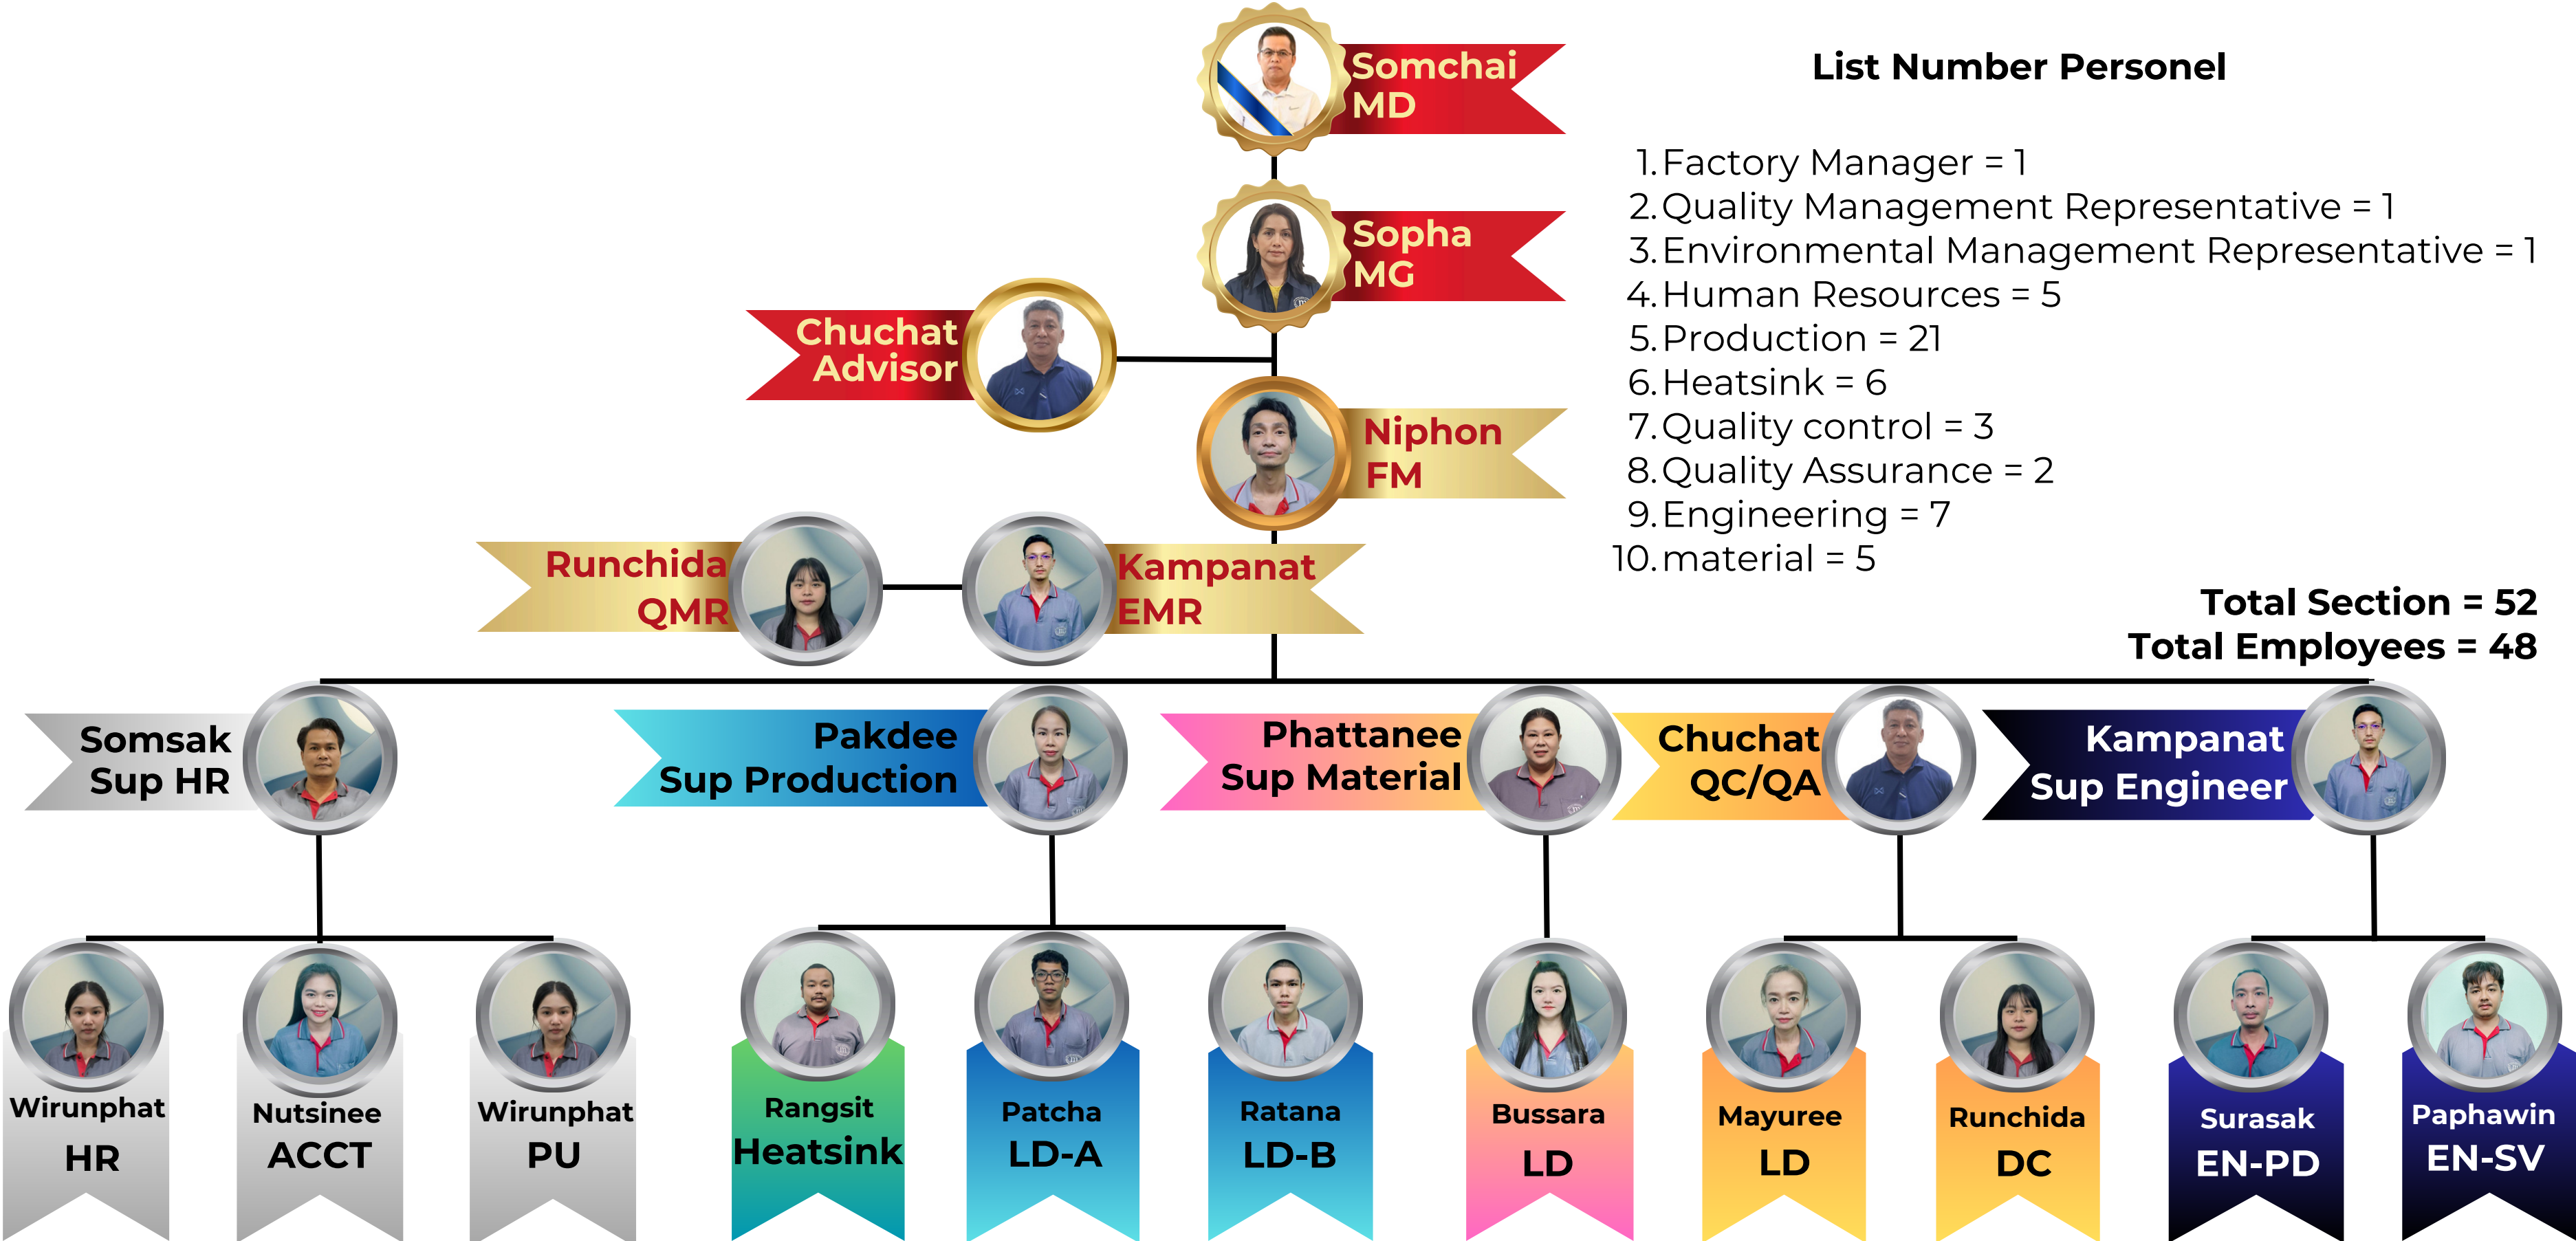 Somchai
MD
List Number Personel
1. Factory Manager = 1
2. Quality Management Representative = 1
3. Environmental Management Representative = 1
4. Human Resources = 5
5. Production = 21
6. Heatsink = 6
7. Quality control = 3
8. Quality Assurance = 2
9. Engineering = 7
10. material = 5
Total Section = 52
Total Employees = 48
Sopha
MG
Chuchat
Advisor
Niphon
FM
Runchida
QMR
Kampanat
EMR
Somsak
Sup HR
Pakdee
Sup Production
Phattanee
Sup Material
Chuchat
QC/QA
Kampanat
Sup Engineer
Wirunphat
HR
Nutsinee
ACCT
Wirunphat
PU
Rangsit
Heatsink
Patcha
LD-A
Ratana
LD-B
Bussara
LD
Mayuree
LD
Runchida
DC
Surasak
EN-PD
Paphawin
EN-SV